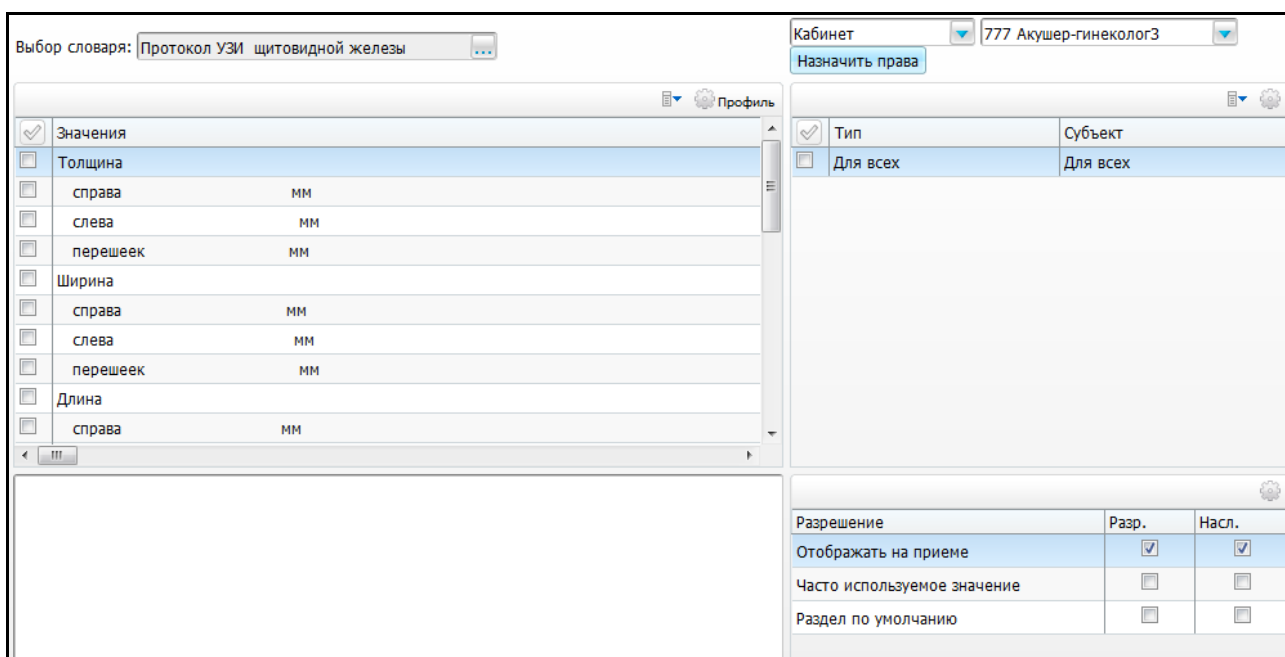 Выбор словаря: Протокол УЗИ щитовидной железы ...
Кабинет 777 Акушер-гинеколог3
Назначить права
Профиль
Значения
Толщина
справа мм
слева мм
перешеек мм
Ширина
справа мм
слева мм
перешеек мм
Длина
справа мм
Тип Субъект
Для всех Для всех
Разрешение Разр. Насл.
Отображать на приеме
Часто используемое значение
Раздел по умолчанию